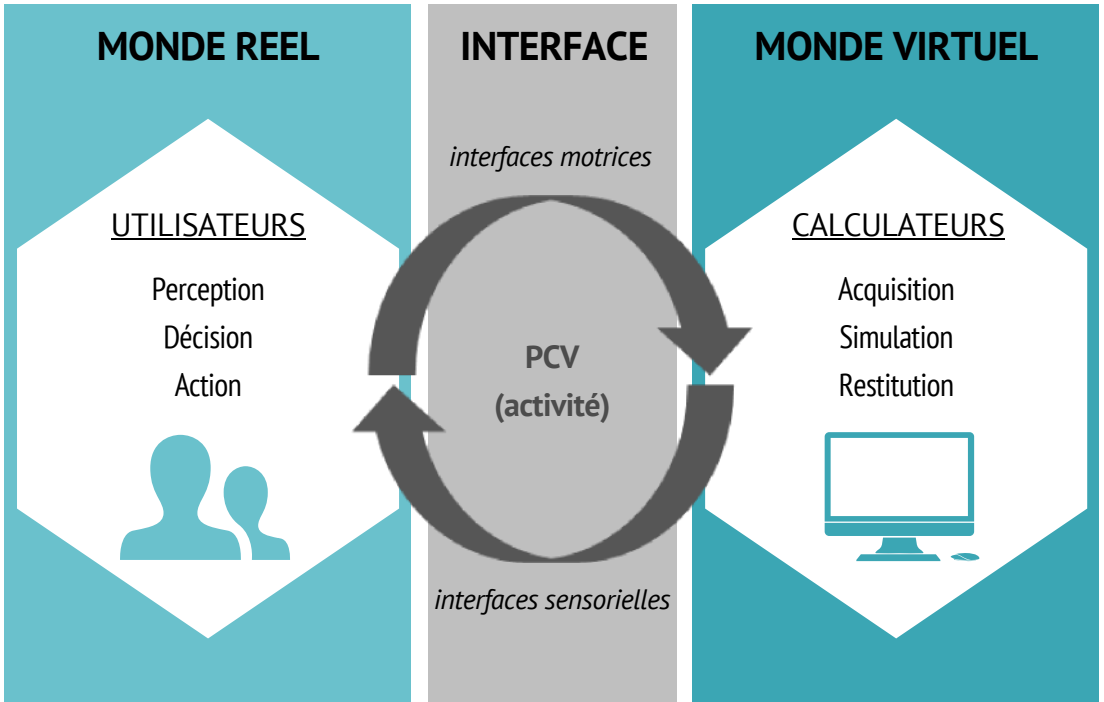 MONDE REEL
INTERFACE
MONDE VIRTUEL
interfaces motrices
UTILISATEURS
Perception
Décision
Action
PCV
(activité)
CALCULATEURS
Acquisition
Simulation
Restitution
interfaces sensorielles